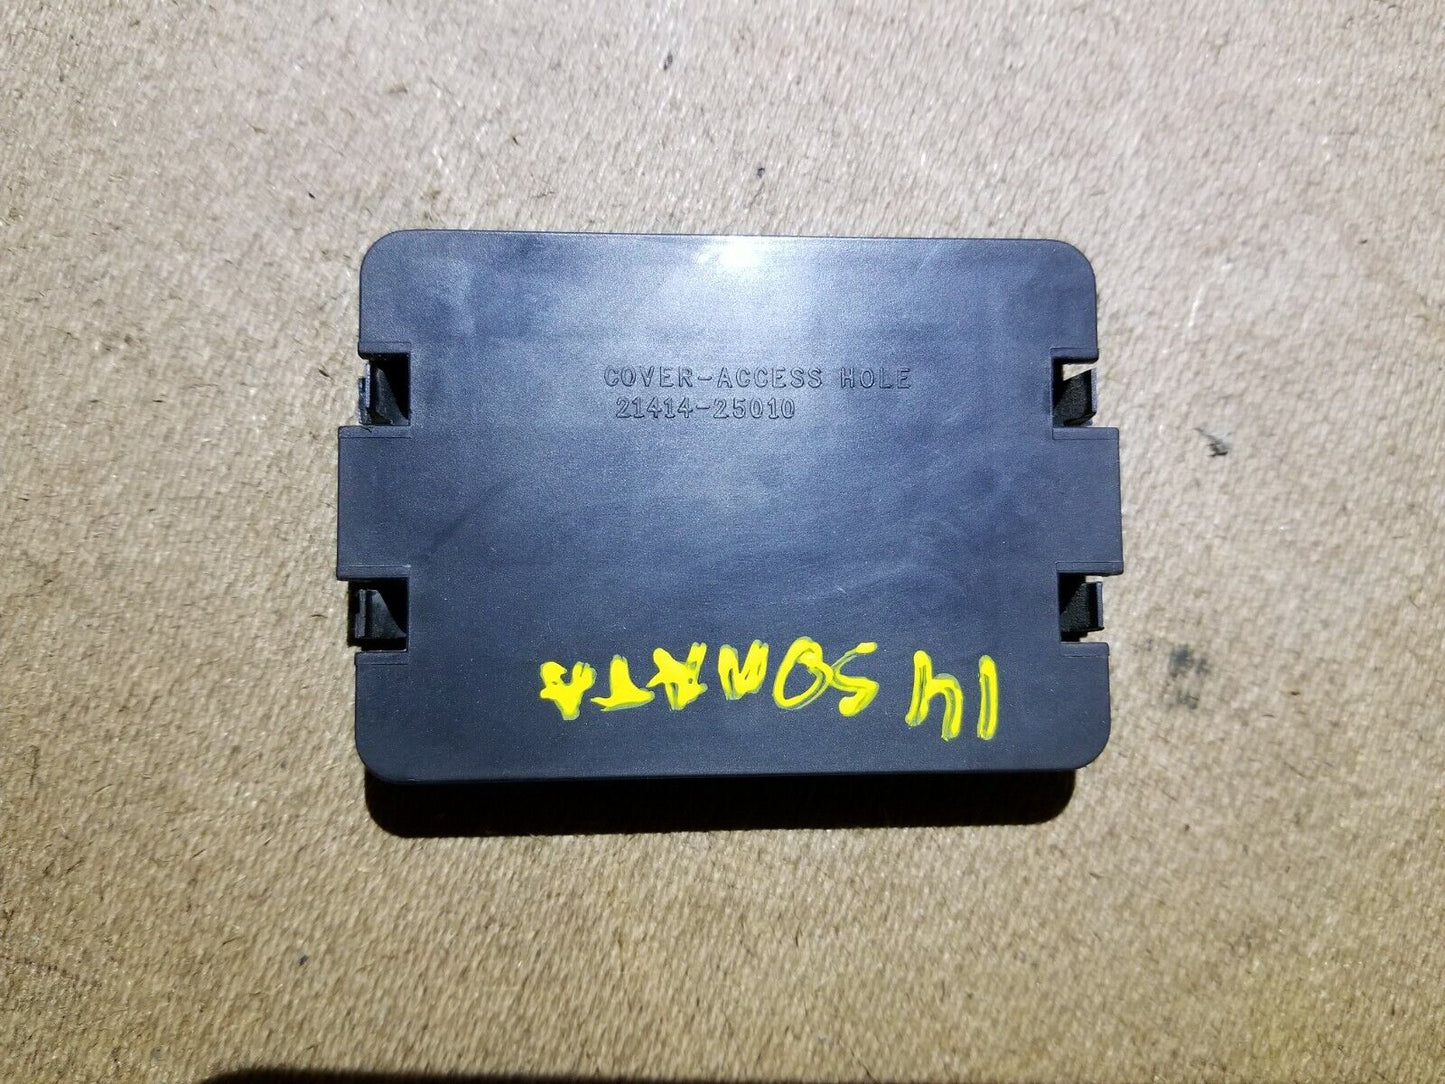 COVER-ACCESS HOLE
21414-25010
14 SONATA